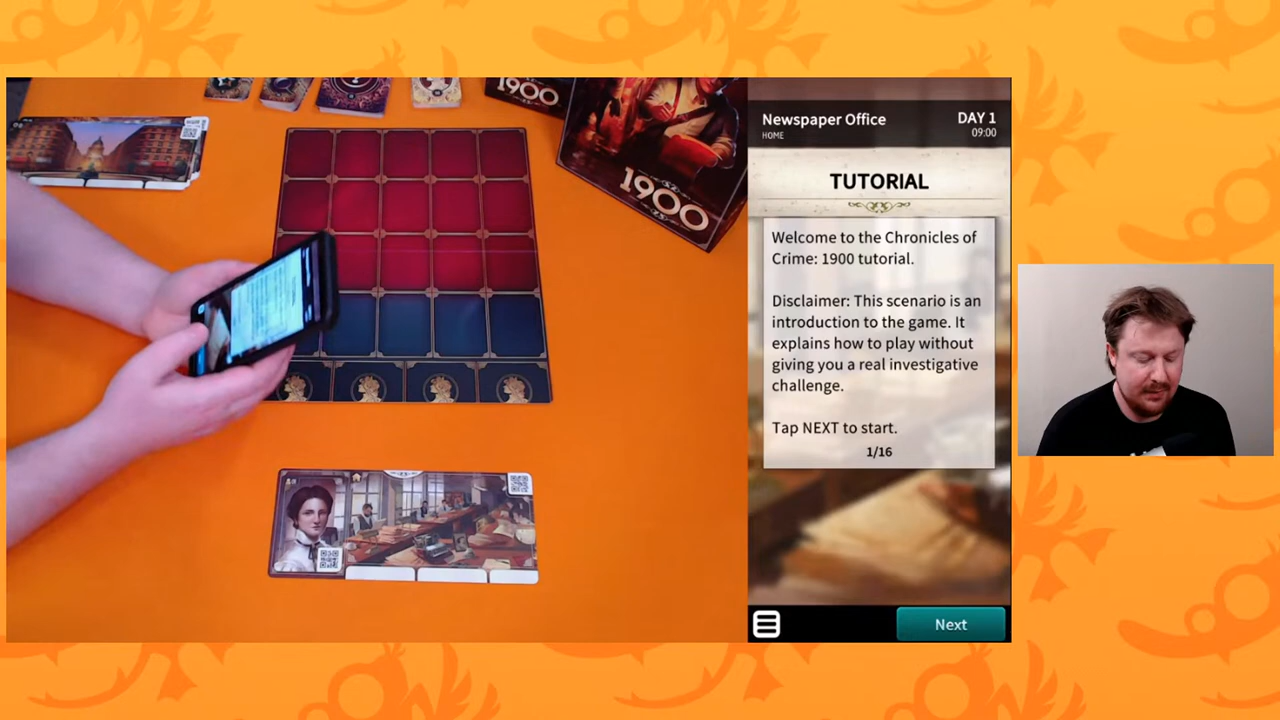 1900
1900
Newspaper Office
HOME
DAY 1
09:00
TUTORIAL
Welcome to the Chronicles of
Crime: 1900 tutorial.
Disclaimer: This scenario is an
introduction to the game. It
explains how to play without
giving you a real investigative
challenge.
Tap NEXT to start.
1/16
Next